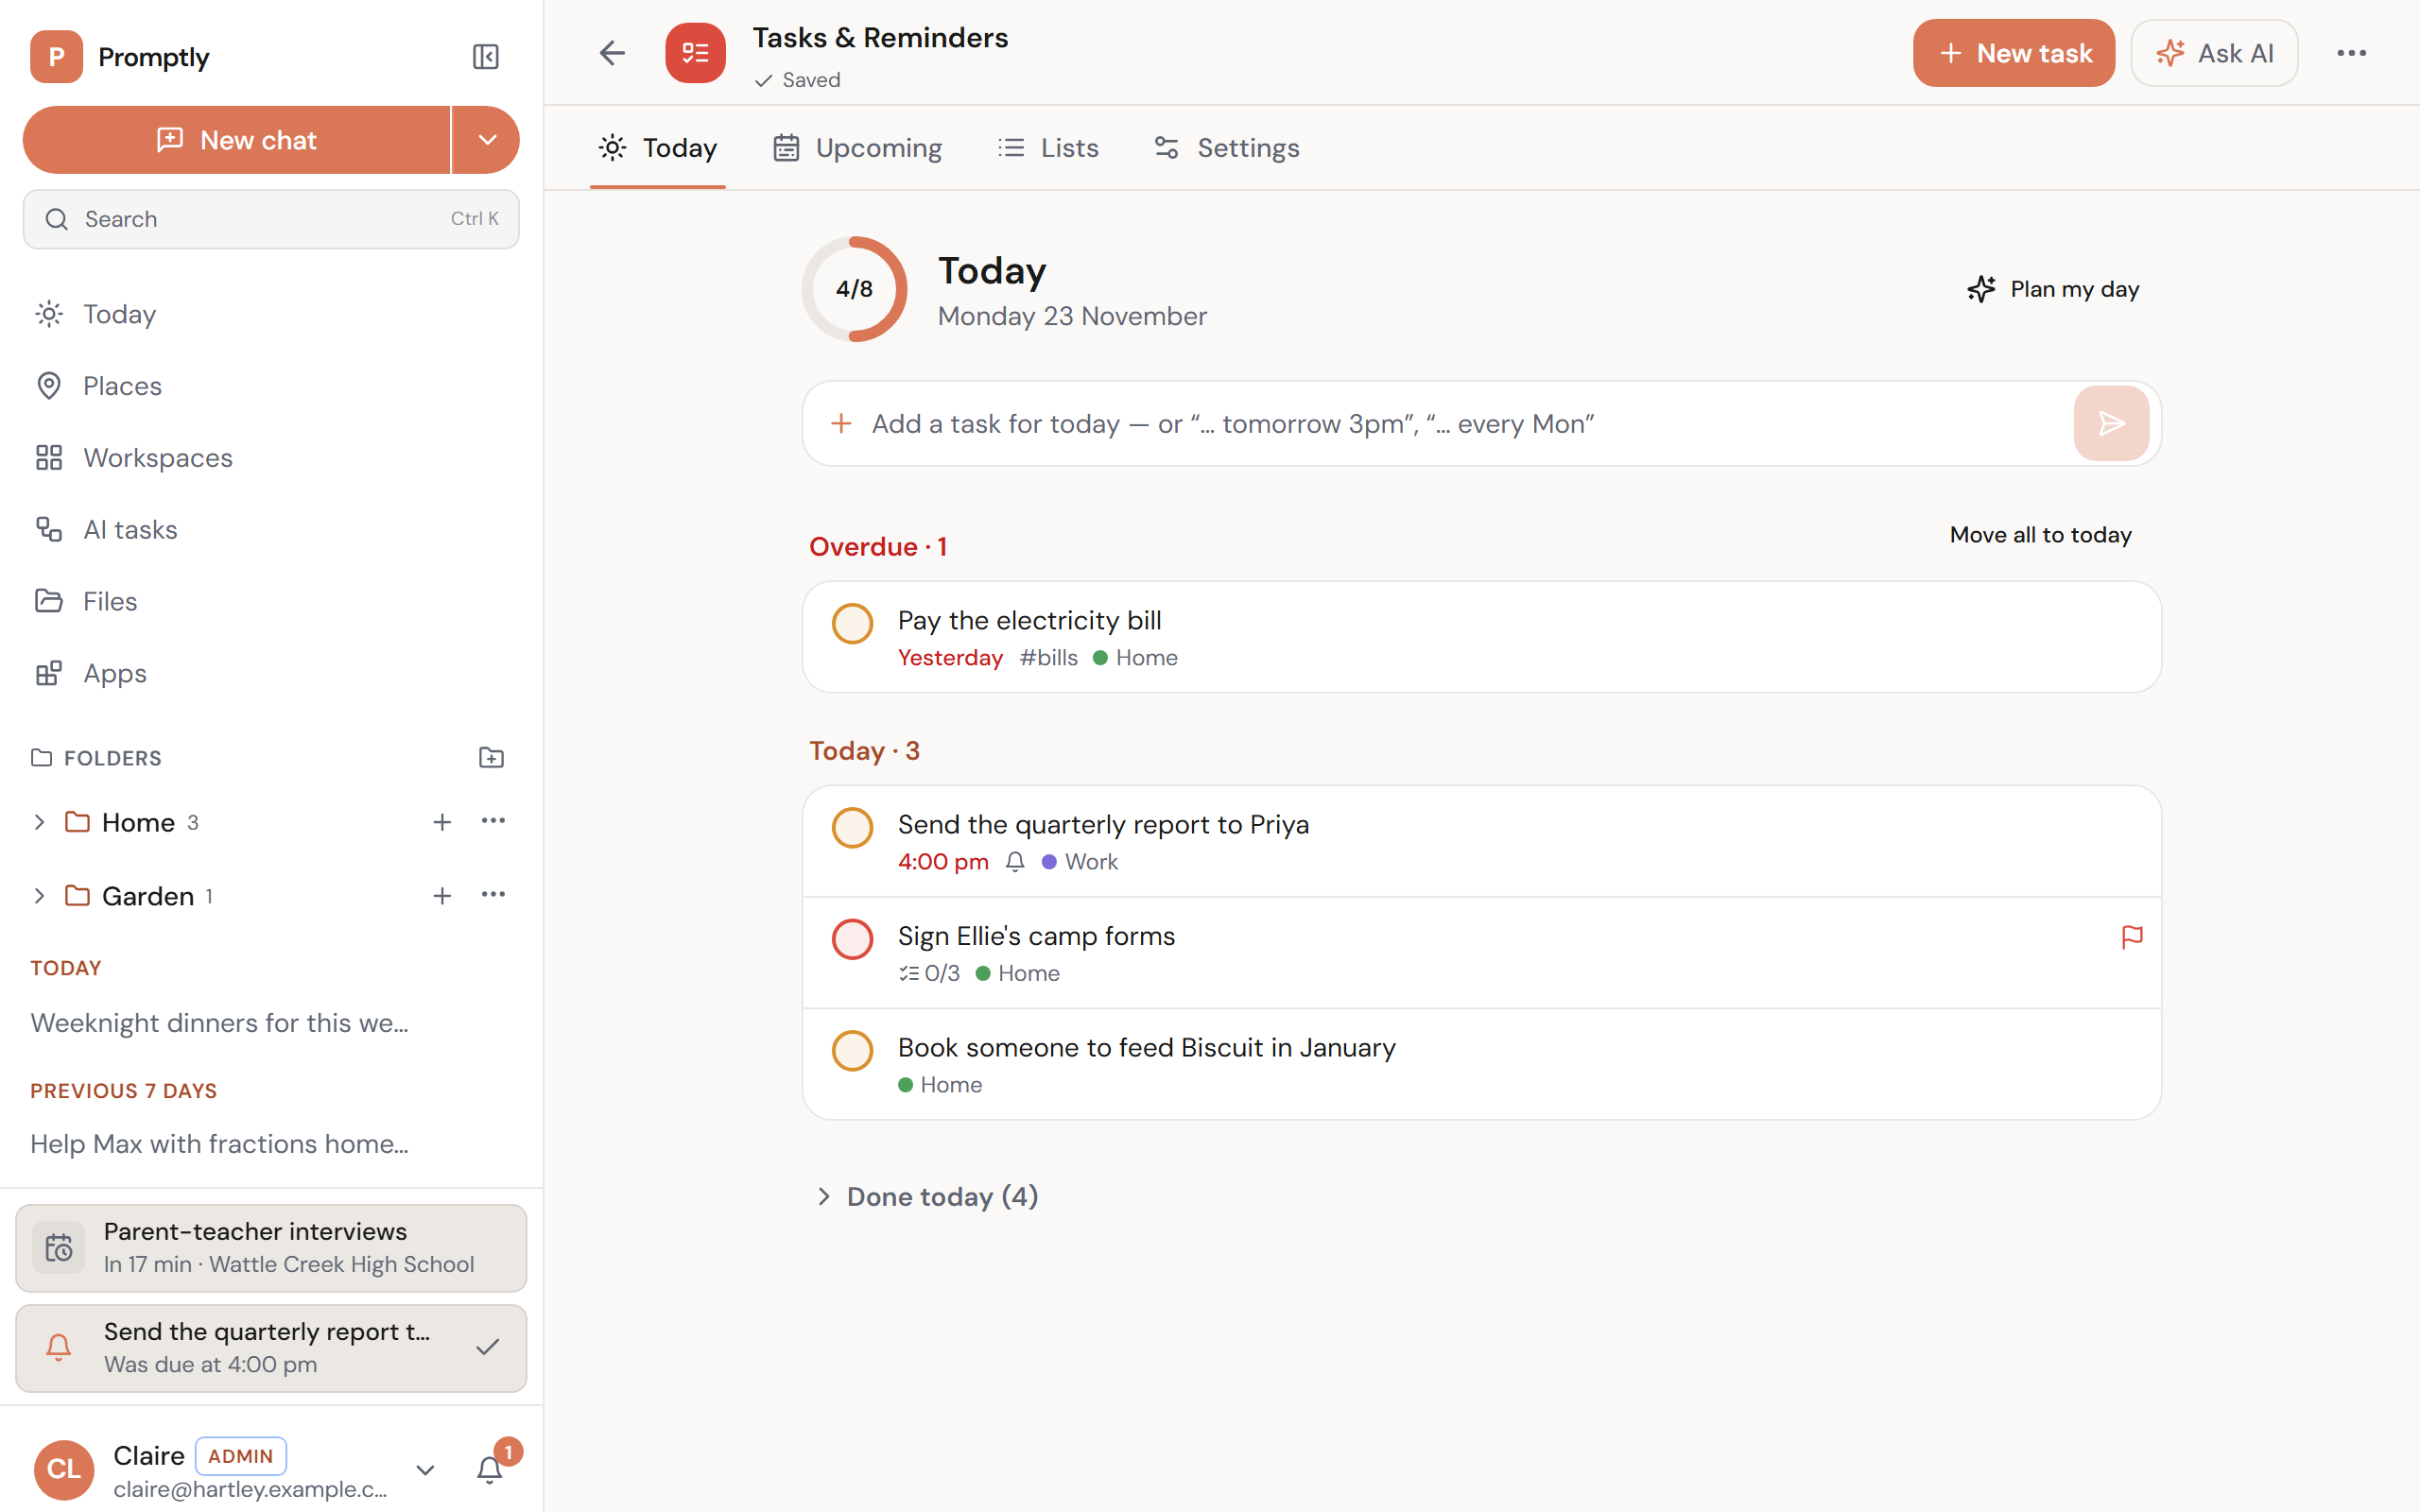 P Promptly
New chat
Search Ctrl K
Today
Places
Workspaces
AI tasks
Files
Apps
FOLDERS
Home 3
Garden 1
TODAY
Weeknight dinners for this we...
PREVIOUS 7 DAYS
Help Max with fractions home...
Parent-teacher interviews
In 17 min · Wattle Creek High School
Send the quarterly report t...
Was due at 4:00 pm
CL Claire ADMIN
claire@hartley.example.c...
1
Tasks & Reminders
Saved
New task
Ask AI
Today Upcoming Lists Settings
4/8
Today
Monday 23 November
Plan my day
Add a task for today — or “... tomorrow 3pm”, “... every Mon”
Overdue · 1
Move all to today
Pay the electricity bill
Yesterday #bills Home
Today · 3
Send the quarterly report to Priya
4:00 pm Work
Sign Ellie's camp forms
0/3 Home
Book someone to feed Biscuit in January
Home
Done today (4)